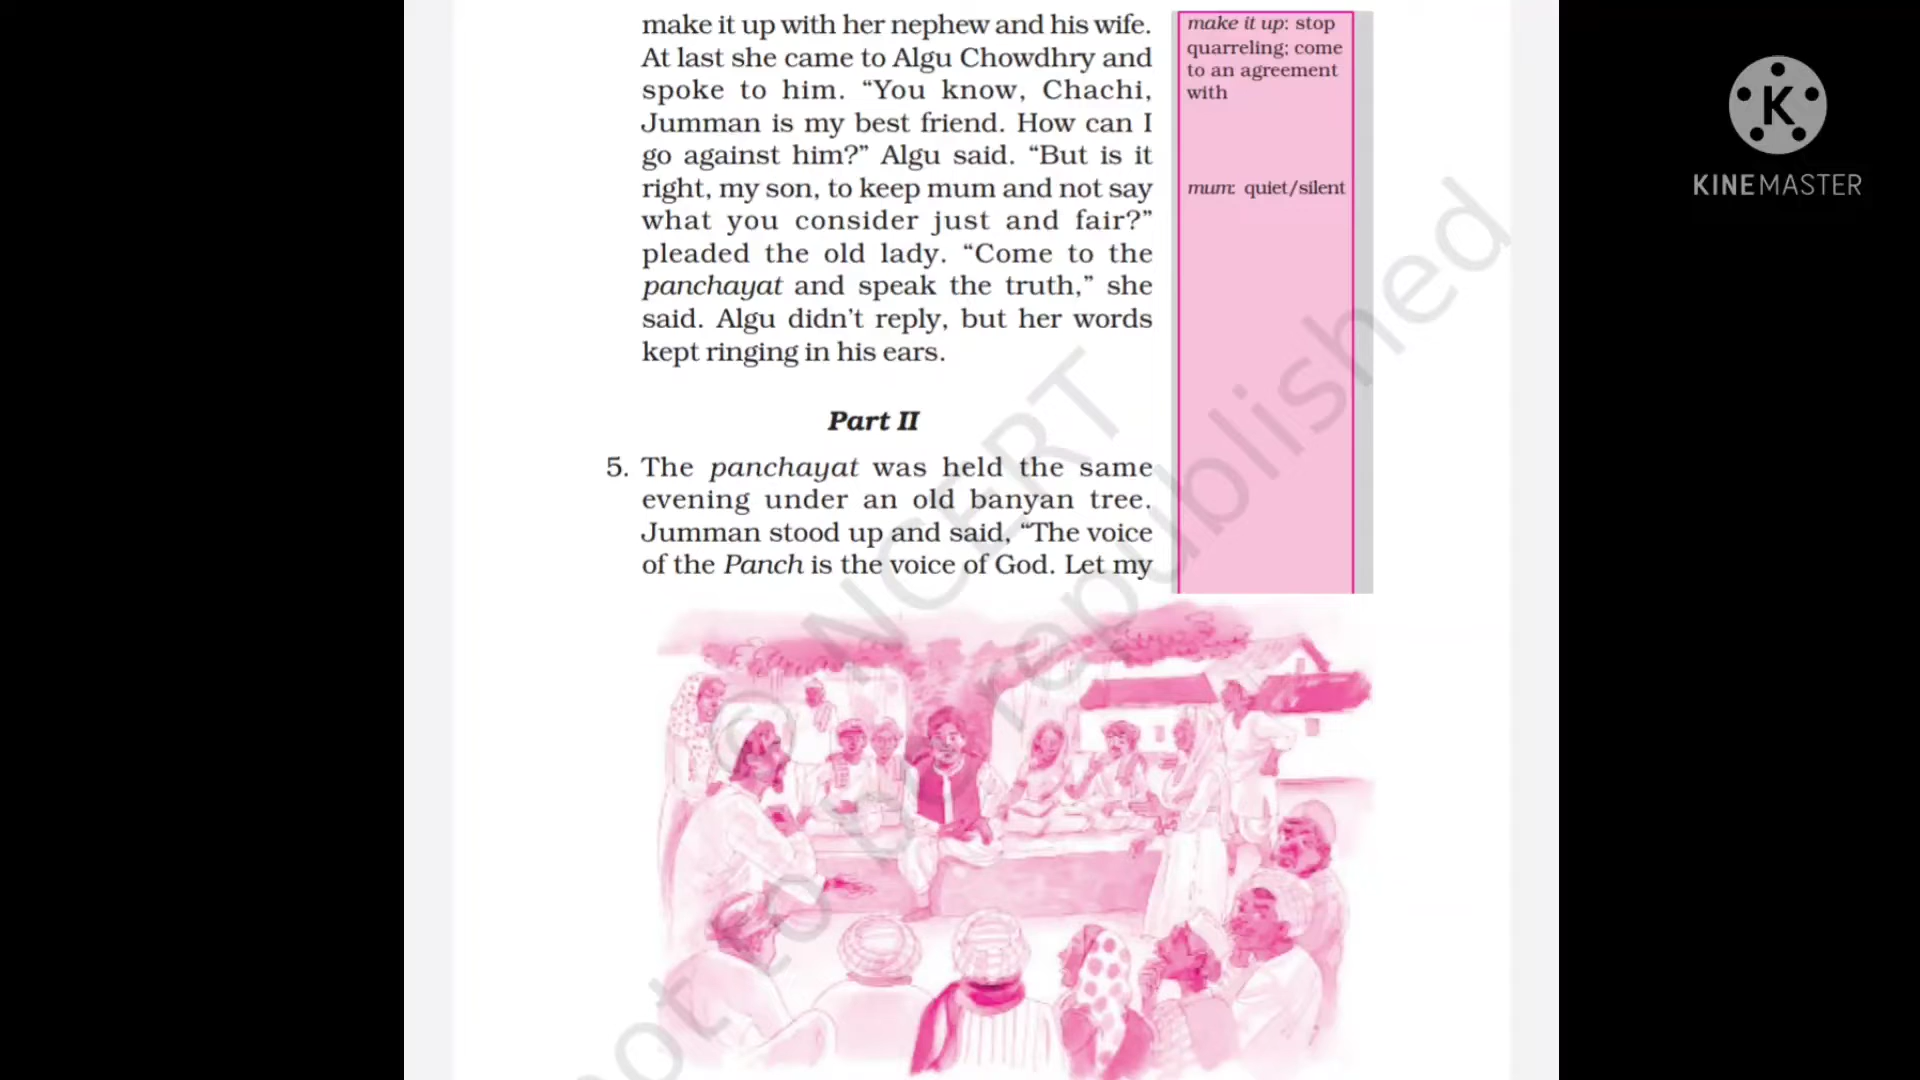 make it up with her nephew and his wife.
At last she came to Algu Chowdhry and
spoke to him. “You know, Chachi,
Jumman is my best friend. How can I
go against him?” Algu said. “But is it
right, my son, to keep mum and not say
what you consider just and fair?”
pleaded the old lady. “Come to the
panchayat and speak the truth,” she
said. Algu didn’t reply, but her words
kept ringing in his ears.
make it up: stop
quarreling; come
to an agreement
with
mum: quiet/silent
Part II
5. The panchayat was held the same
evening under an old banyan tree.
Jumman stood up and said, “The voice
of the Panch is the voice of God. Let my
© NCERT
not to be republished
K
KINEMASTER